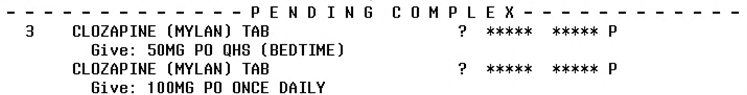 - - - - - - - - - - - - - - P E N D I N G   C O M P L E X - - - - - - - - - - - - -
3   CLOZAPINE (MYLAN) TAB   ?  *****  ***** P
Give: 50MG PO QHS (BEDTIME)
CLOZAPINE (MYLAN) TAB   ?  *****  ***** P
Give: 100MG PO ONCE DAILY